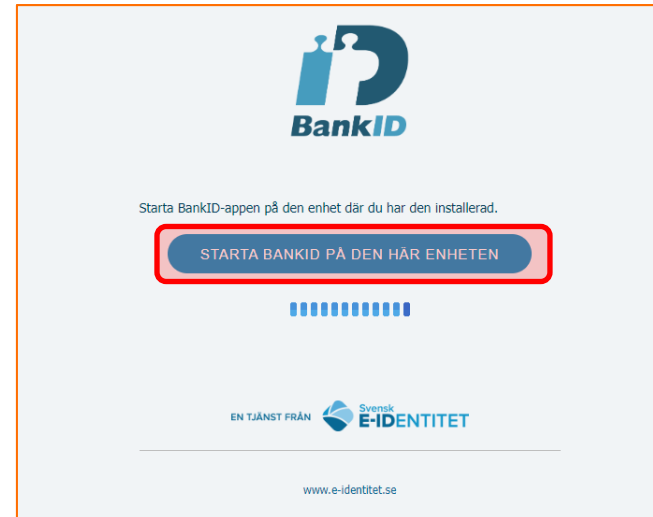 BankID
Starta BankID-appen på den enhet där du har den installerad.
STARTA BANKID PÅ DEN HÄR ENHETEN
EN TJÄNST FRÅN
Svensk
E-IDENTITET
www.e-identitet.se